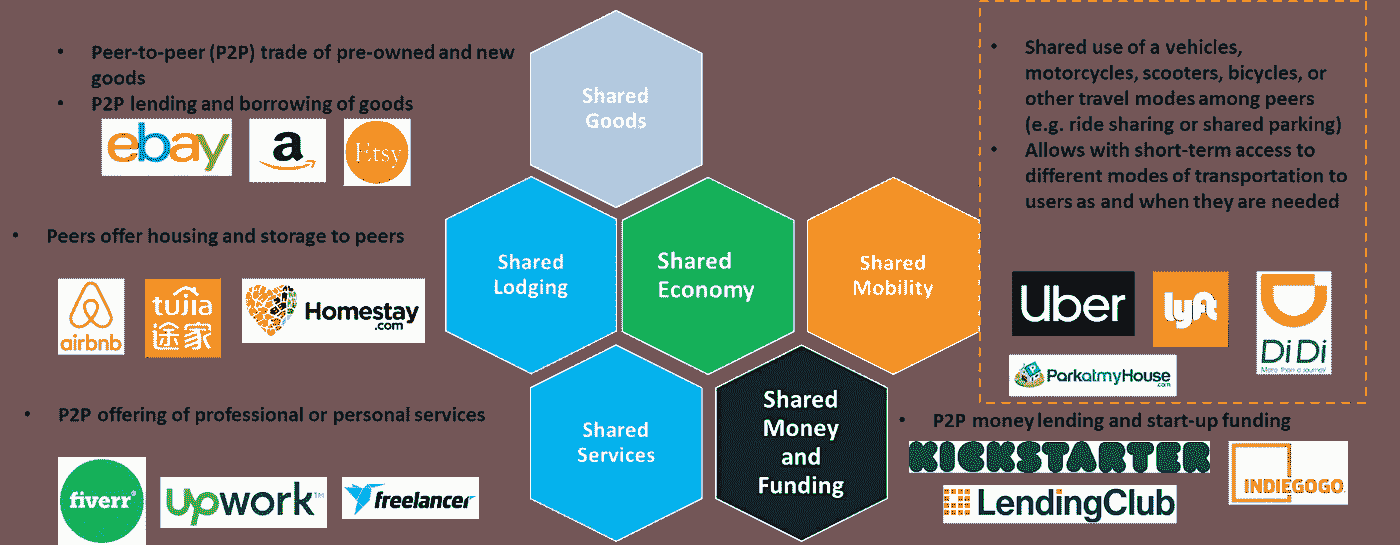 • Peer-to-peer (P2P) trade of pre-owned and new
goods
• P2P lending and borrowing of goods
ebay
a
Etsy
Shared
Goods
• Shared use of a vehicles,
motorcycles, scooters, bicycles, or
other travel modes among peers
(e.g. ride sharing or shared parking)
• Allows with short-term access to
different modes of transportation to
users as and when they are needed
Uber
lyft
DiDi
More than a journey
ParkatmyHouse
.com
• Peers offer housing and storage to peers
airbnb
tujia
途家
Homestay
.com
Shared
Lodging
Shared
Economy
Shared
Mobility
• P2P offering of professional or personal services
fiverr®
upwork™
freelancer
Shared
Services
Shared
Money
and
Funding
• P2P money lending and start-up funding
KICKSTARTER
INDIEGOGO
LendingClub